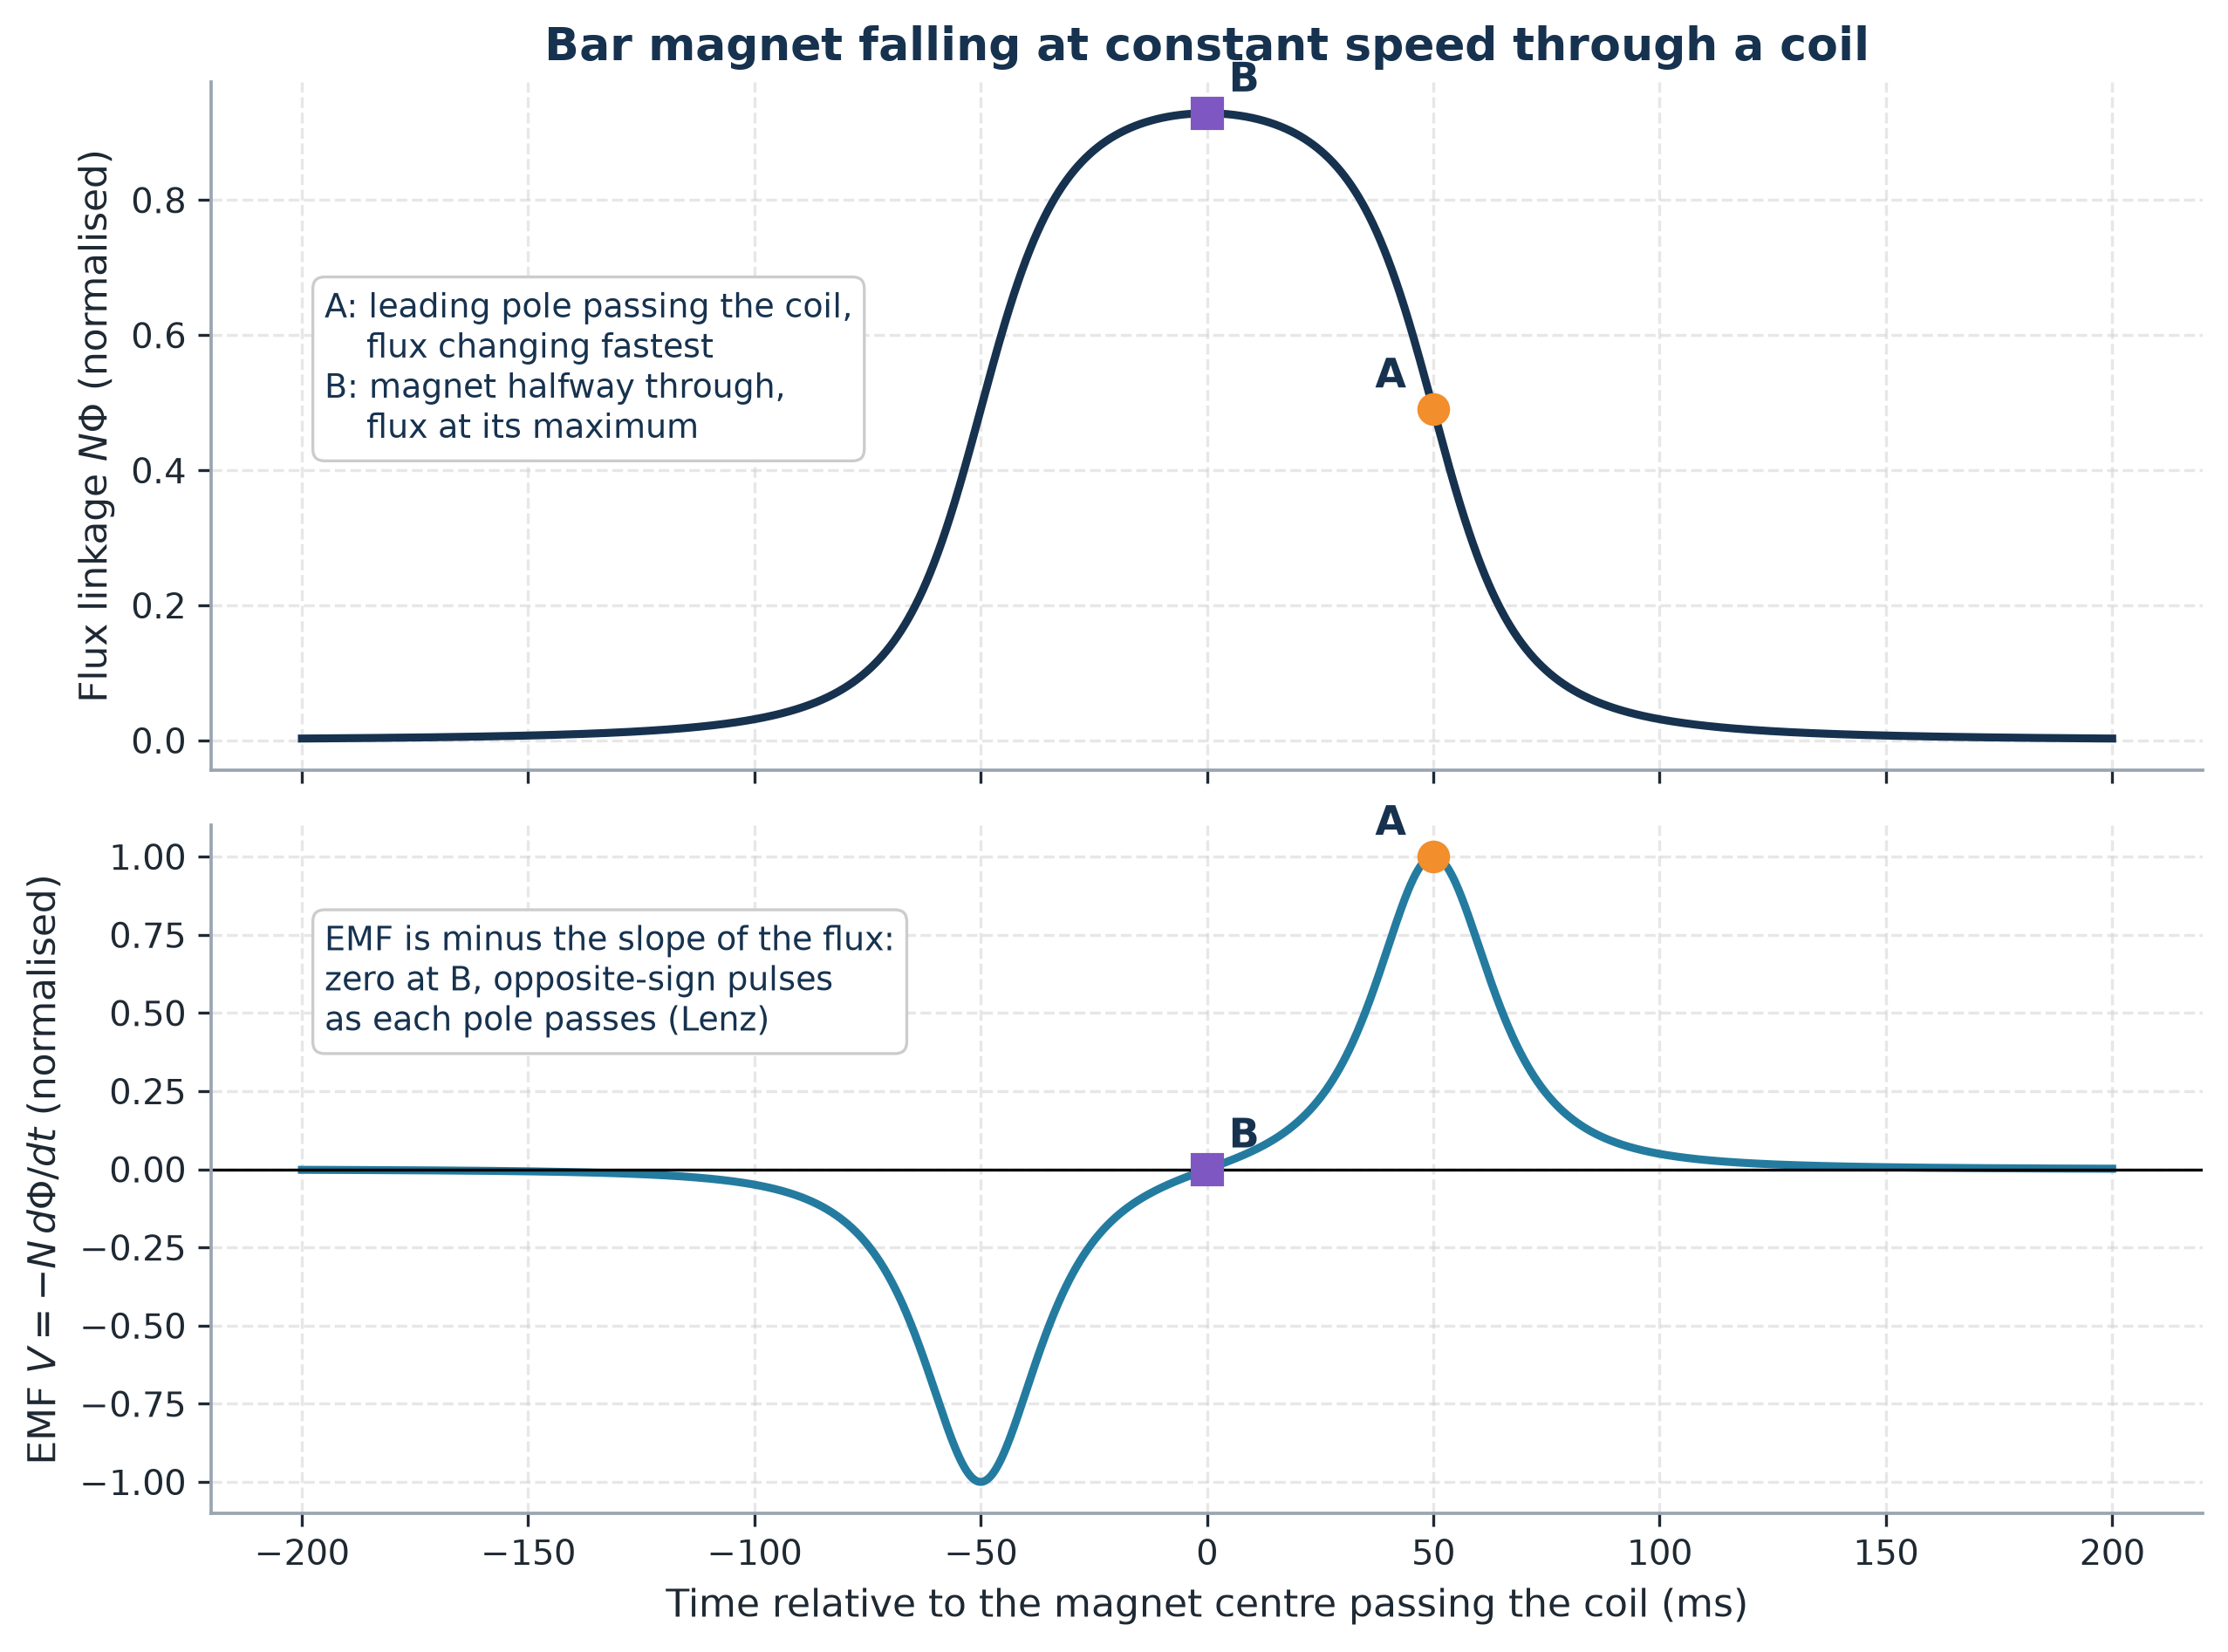 Bar magnet falling at constant speed through a coil
B
Flux linkage NΦ (normalised)
0.8
0.6
0.4
0.2
0.0
A: leading pole passing the coil,
flux changing fastest
B: magnet halfway through,
flux at its maximum
A
EMF V = −N dΦ/dt (normalised)
1.00
0.75
0.50
0.25
0.00
−0.25
−0.50
−0.75
−1.00
A
EMF is minus the slope of the flux:
zero at B, opposite-sign pulses
as each pole passes (Lenz)
B
−200 −150 −100 −50 0 50 100 150 200
Time relative to the magnet centre passing the coil (ms)